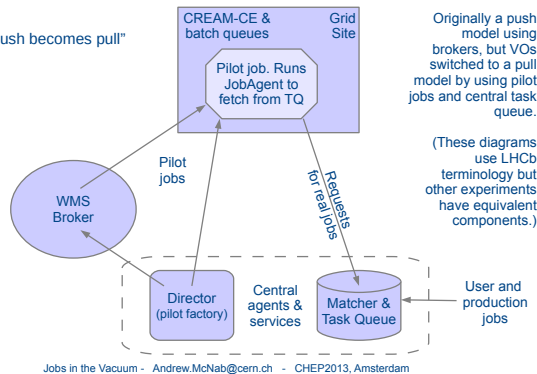 ush becomes pull”
CREAM-CE &
batch queues
Grid
Site
Pilot job. Runs
JobAgent to
fetch from TQ
Originally a push
model using
brokers, but VOs
switched to a pull
model by using pilot
jobs and central task
queue.
(These diagrams
use LHCb
terminology but
other experiments
have equivalent
components.)
Pilot
jobs
Requests
for real jobs
WMS
Broker
Director
(pilot factory)
Central
agents &
services
Matcher &
Task Queue
User and
production
jobs
Jobs in the Vacuum - Andrew.McNab@cern.ch - CHEP2013, Amsterdam